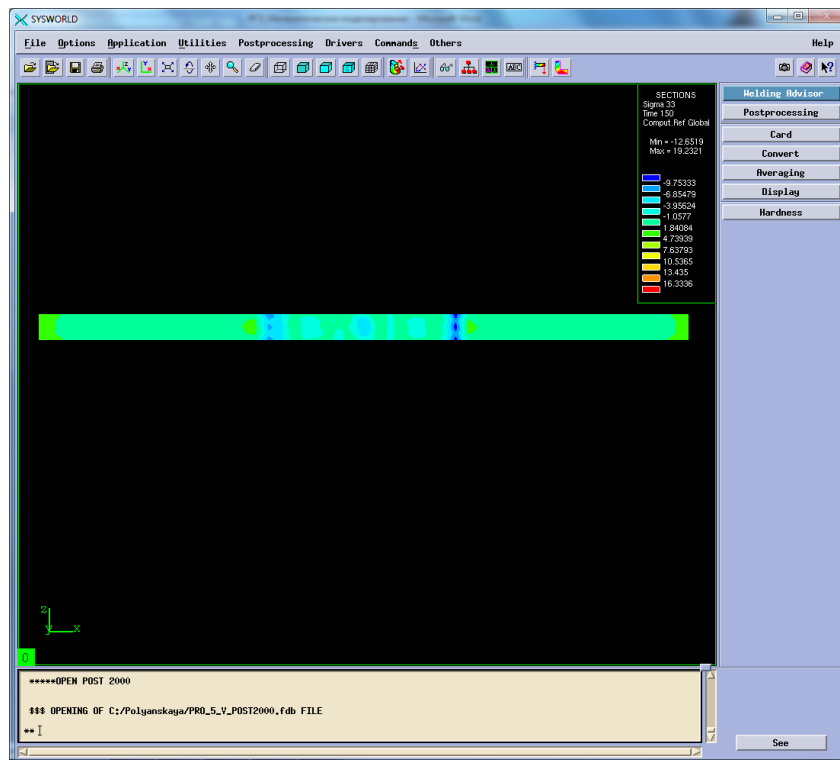 SYSWORLD
File Options Application Utilities Postprocessing Drivers Commands Others Help
ABC
Welding Advisor
Postprocessing
Card
Convert
Averaging
Display
Hardness
SECTIONS
Sigma 33
Time 150
Comput.Ref Global
Min = -12.6519
Max = 19.2321
-9.75333
-6.85479
-3.95624
-1.0577
1.84084
4.73939
7.63793
10.5365
13.435
16.3336
z
y x
0
*****OPEN POST 2000
$$$ OPENING OF C:/Polyanskaya/PRO_5_V_POST2000.fdb FILE
**
See